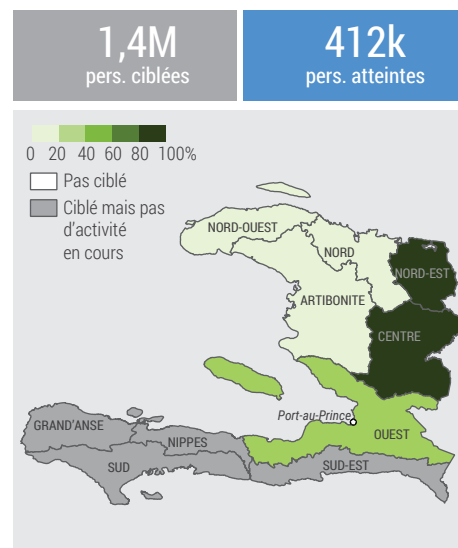 1,4M
pers. ciblées
412k
pers. atteintes
0 20 40 60 80 100%
Pas ciblé
Ciblé mais pas
d'activité
en cours
NORD-OUEST
NORD
NORD-EST
ARTIBONITE
CENTRE
Port-au-Prince
GRAND'ANSE
NIPPES
OUEST
SUD
SUD-EST